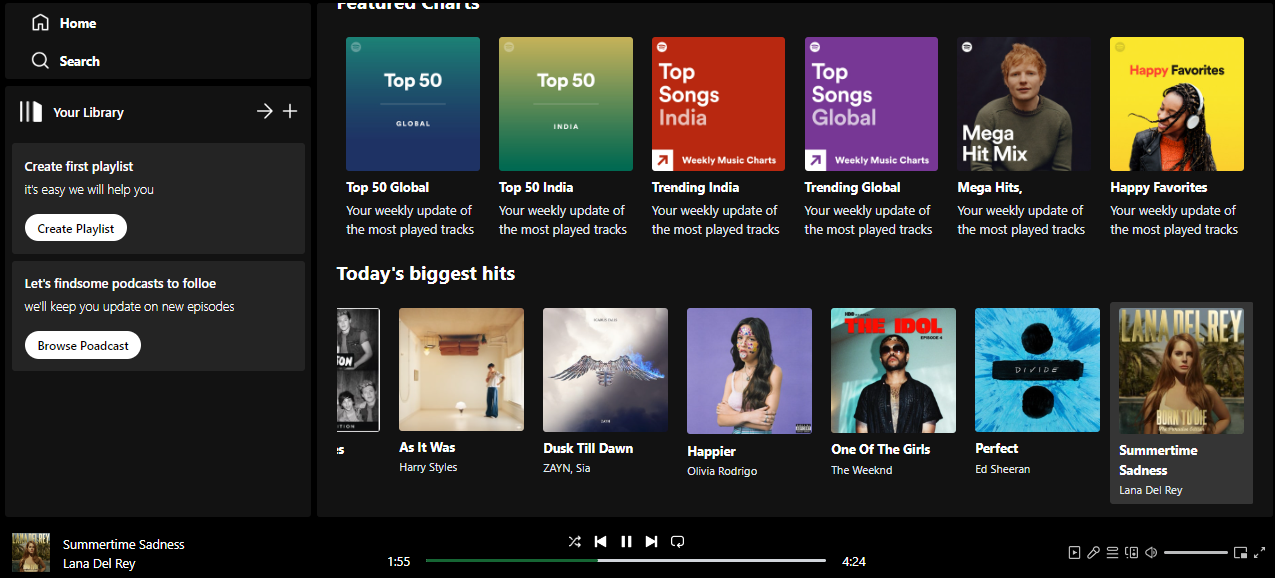 Home
Search
Your Library
Create first playlist
it's easy we will help you
Create Playlist
Let's findsome podcasts to folloe
we'll keep you update on new episodes
Browse Poadcast
Featured Charts
Top 50
GLOBAL
Top 50
INDIA
Top
Songs
India
Weekly Music Charts
Top
Songs
Global
Weekly Music Charts
Mega
Hit Mix
Happy Favorites
Top 50 Global
Your weekly update of
the most played tracks
Top 50 India
Your weekly update of
the most played tracks
Trending India
Your weekly update of
the most played tracks
Trending Global
Your weekly update of
the most played tracks
Mega Hits,
Your weekly update of
the most played tracks
Happy Favorites
Your weekly update of
the most played tracks
Today's biggest hits
As It Was
Harry Styles
ZAYN
Dusk Till Dawn
ZAYN, Sia
Happier
Olivia Rodrigo
HBO
THE IDOL
EPISODE 4
One Of The Girls
The Weeknd
DIVIDE
Perfect
Ed Sheeran
LANA DEL REY
BORN TO DIE
Summertime
Sadness
Lana Del Rey
LANA DEL REY
Summertime Sadness
Lana Del Rey
1:55
4:24